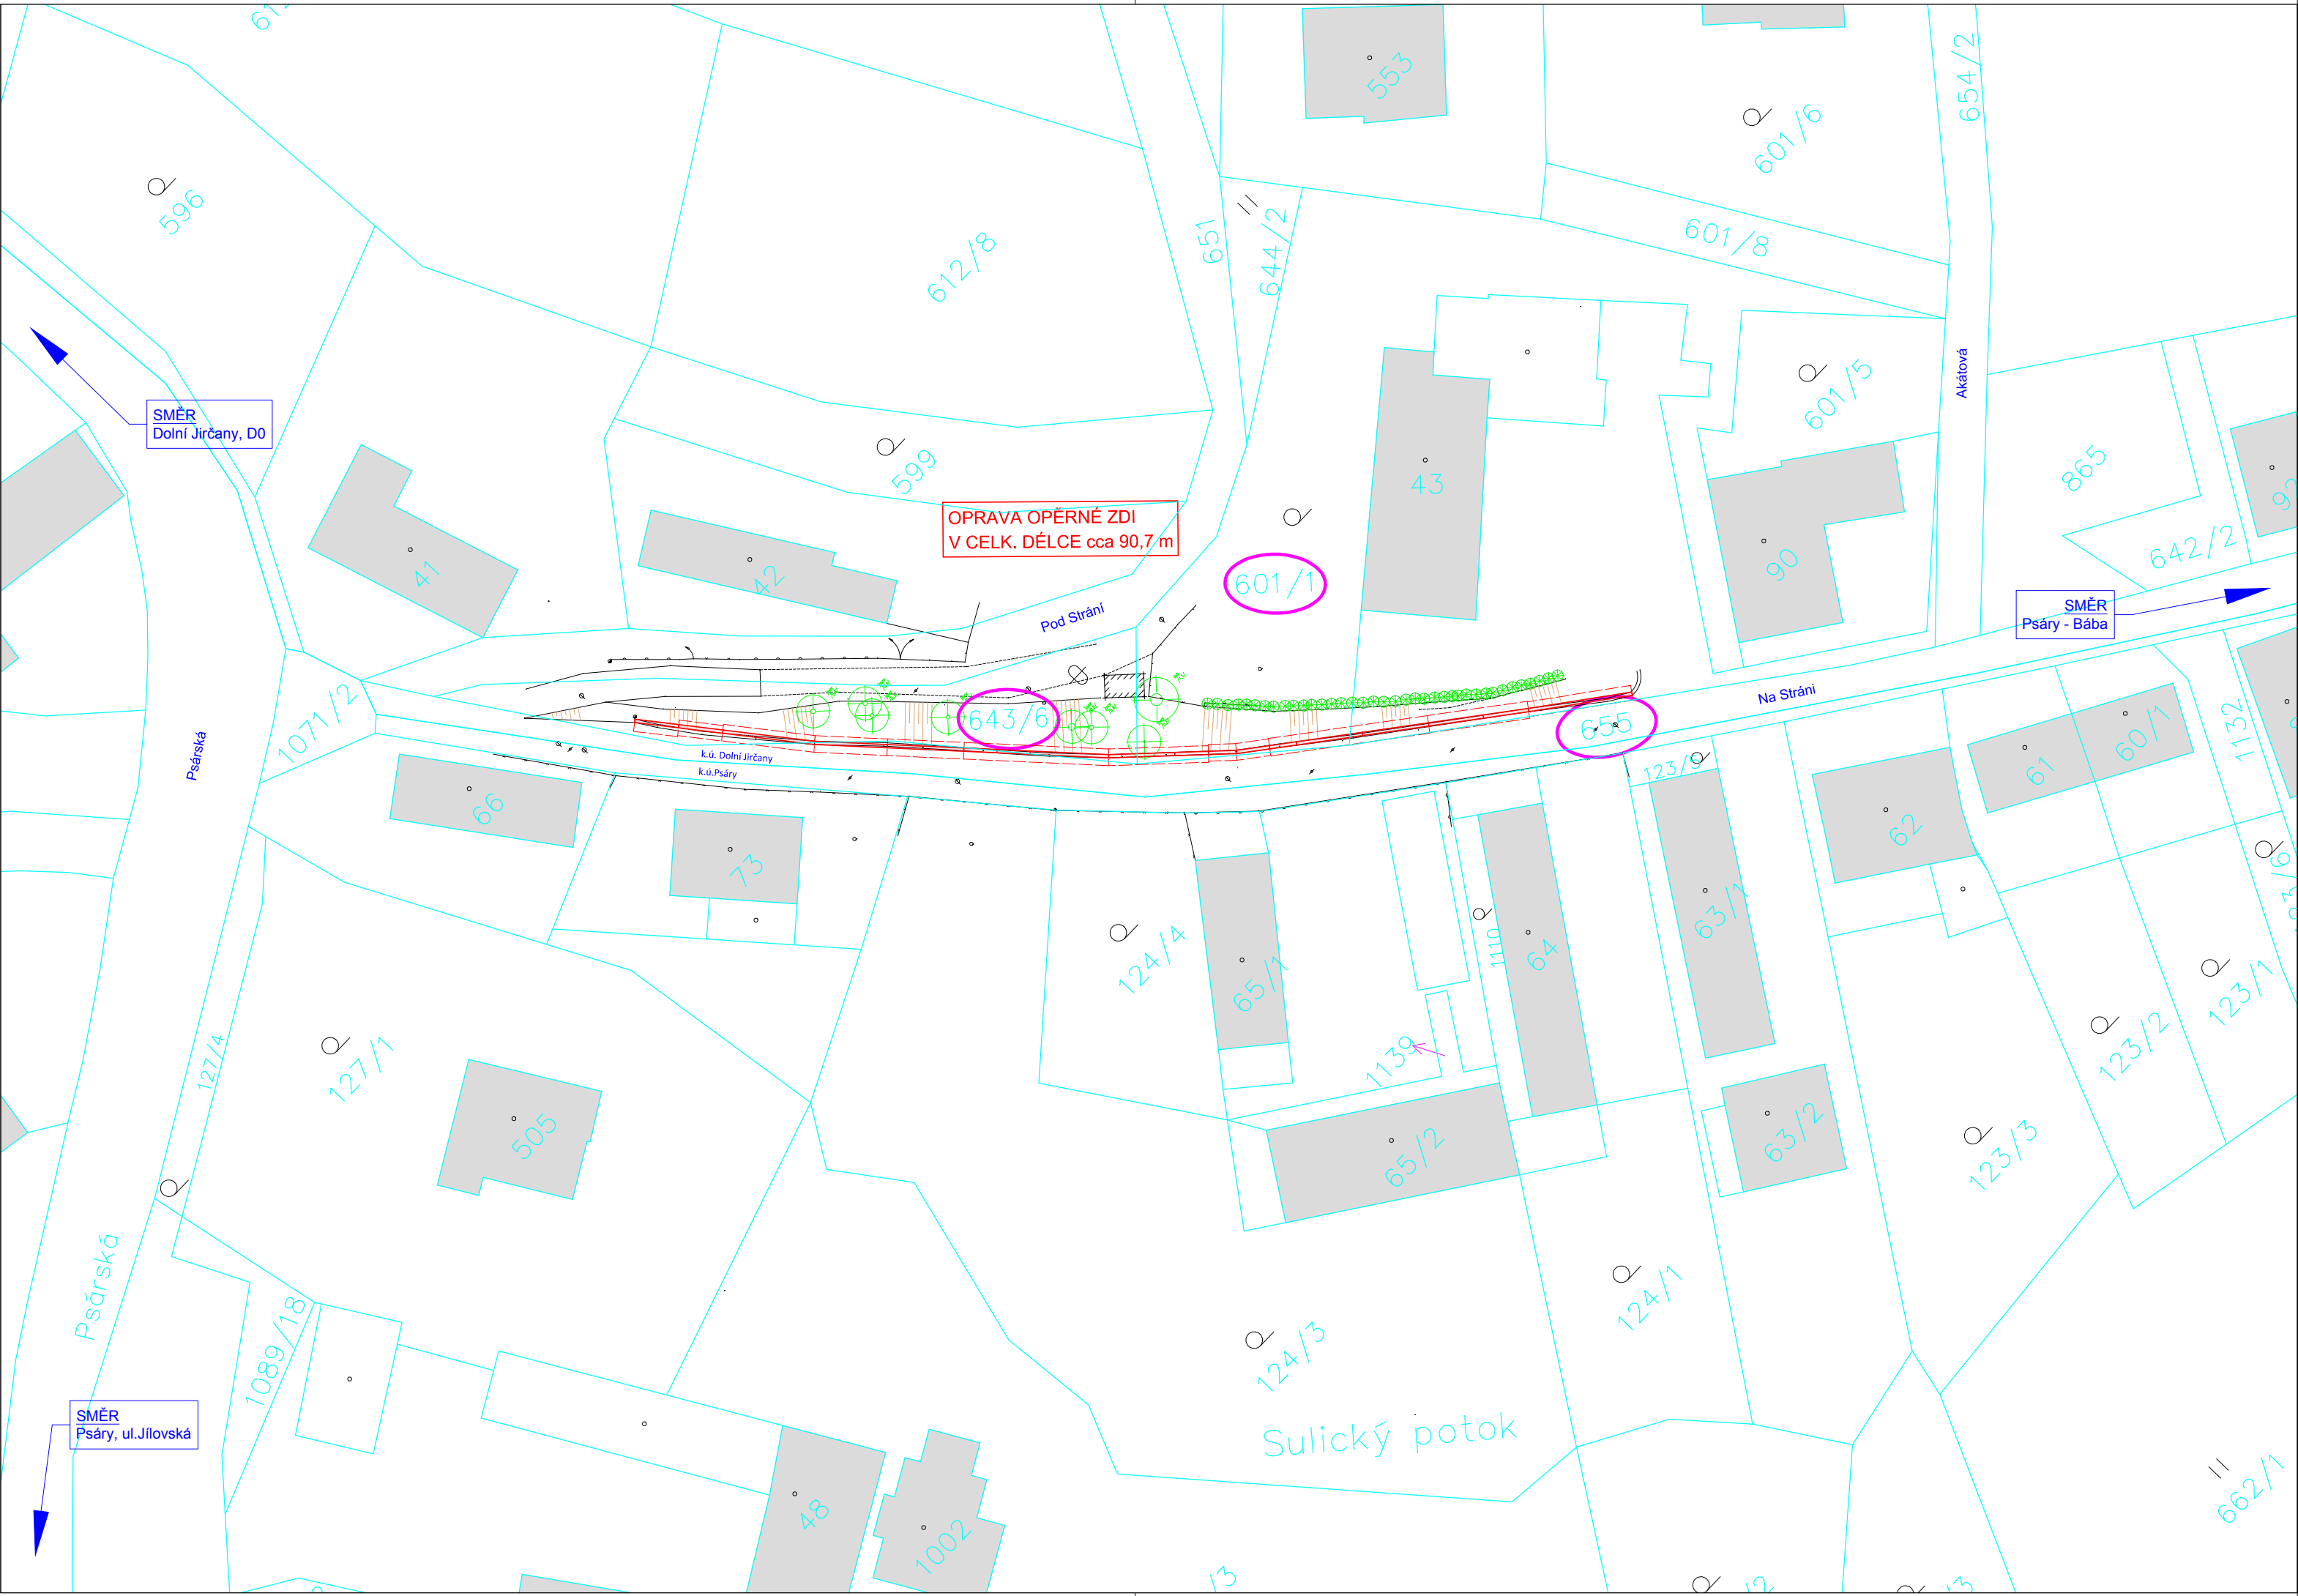 553
654/2
601/6
596
612/8
651
644/2
601/8
SMĚR
Dolní Jirčany, D0
Akátová
601/5
599
865
43
OPRAVA OPĚRNÉ ZDI
V CELK. DÉLCE cca 90,7 m
41
42
601/1
90
642/2
SMĚR
Psáry - Bába
Pod Strání
Na Stráni
1071/2
643/6
655
Psárská
k.ú. Dolní Jirčany
k.ú.Psáry
1132
60/1
61
66
73
62
124/4
65/1
1110
64
63/1
123/1
127/4
127/1
1139
123/2
505
65/2
63/2
123/3
Psárská
1089/18
124/1
124/3
SMĚR
Psáry, ul.Jílovská
Sulický potok
662/1
48
1002